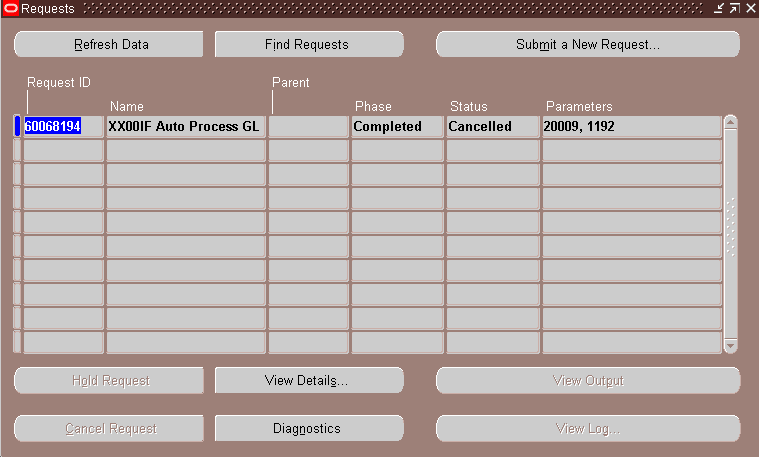 Requests
Refresh Data Find Requests Submit a New Request...
Request ID Parent
Name Phase Status Parameters
60068194 XX00IF Auto Process GL Completed Cancelled 20009, 1192
Hold Request View Details... View Output
Cancel Request Diagnostics View Log...